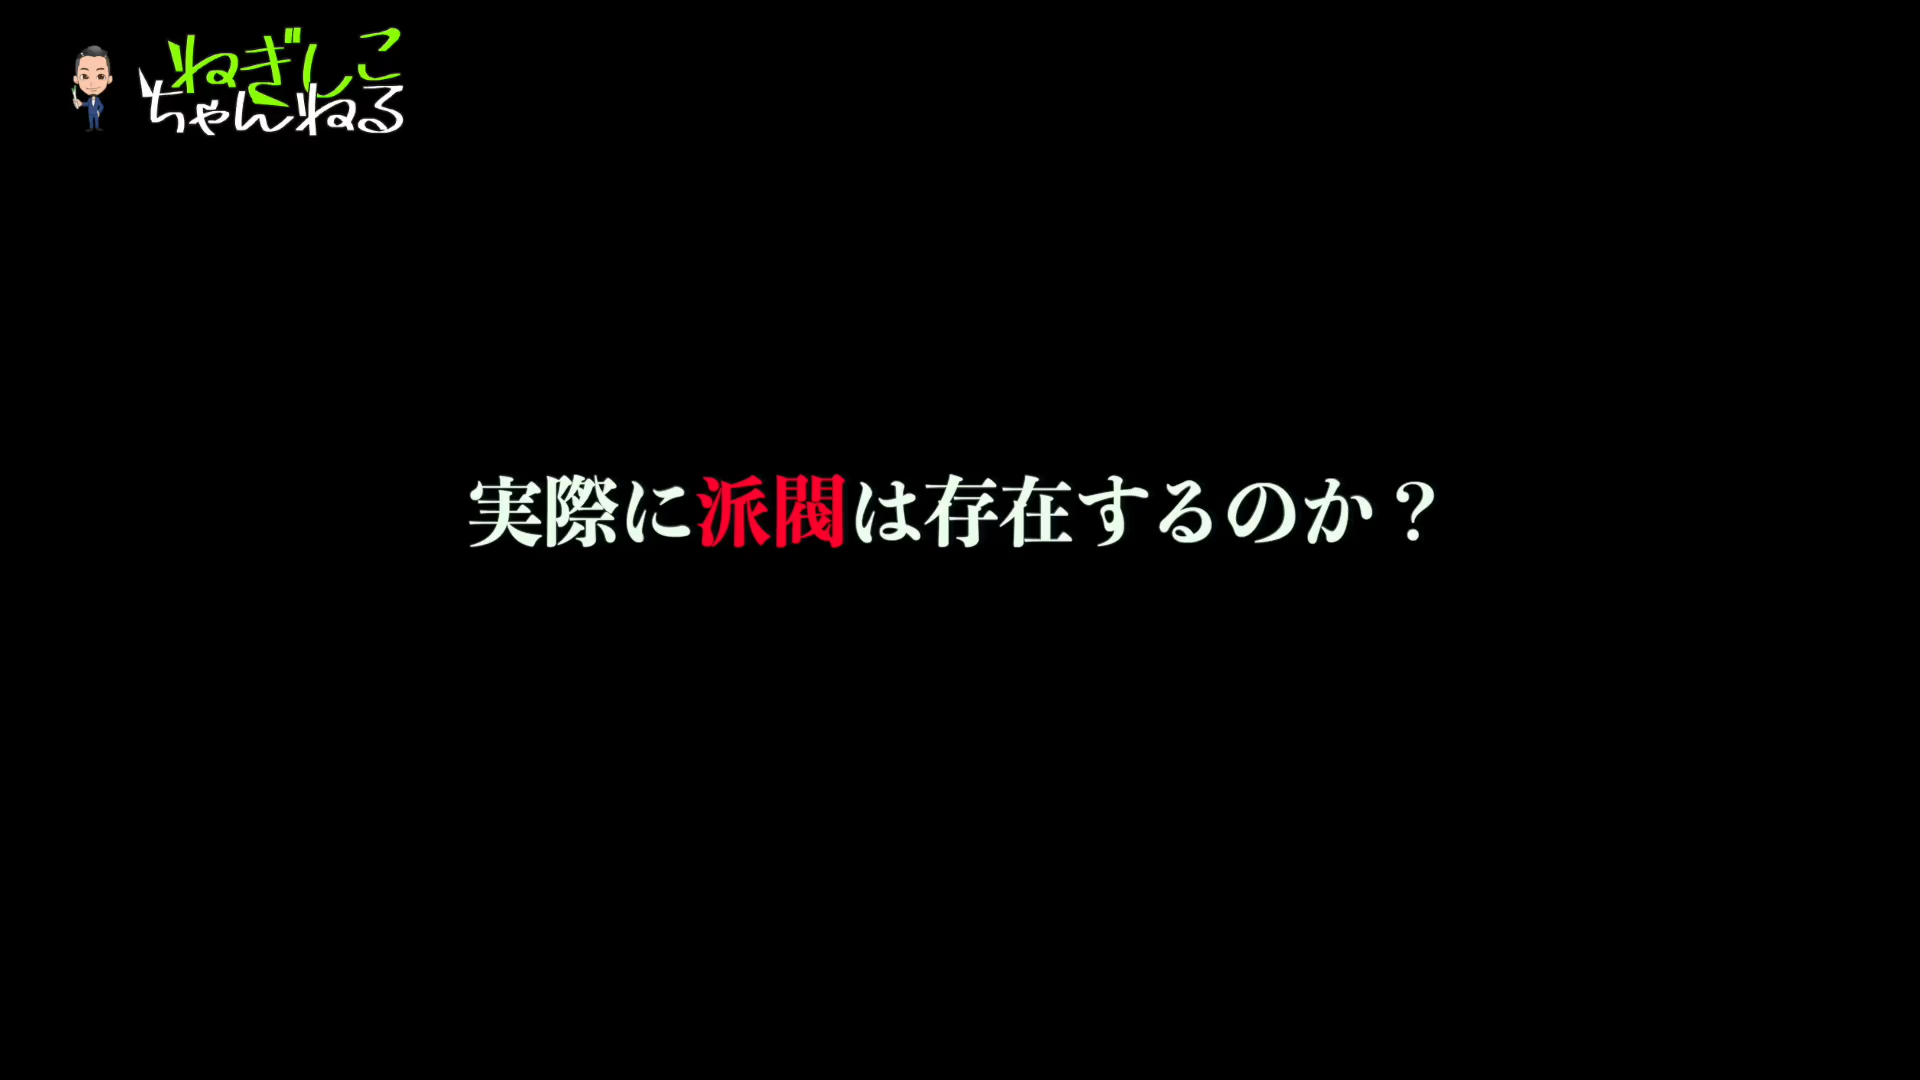 ねぎしこ
ちゃんねる
実際に派閥は存在するのか？